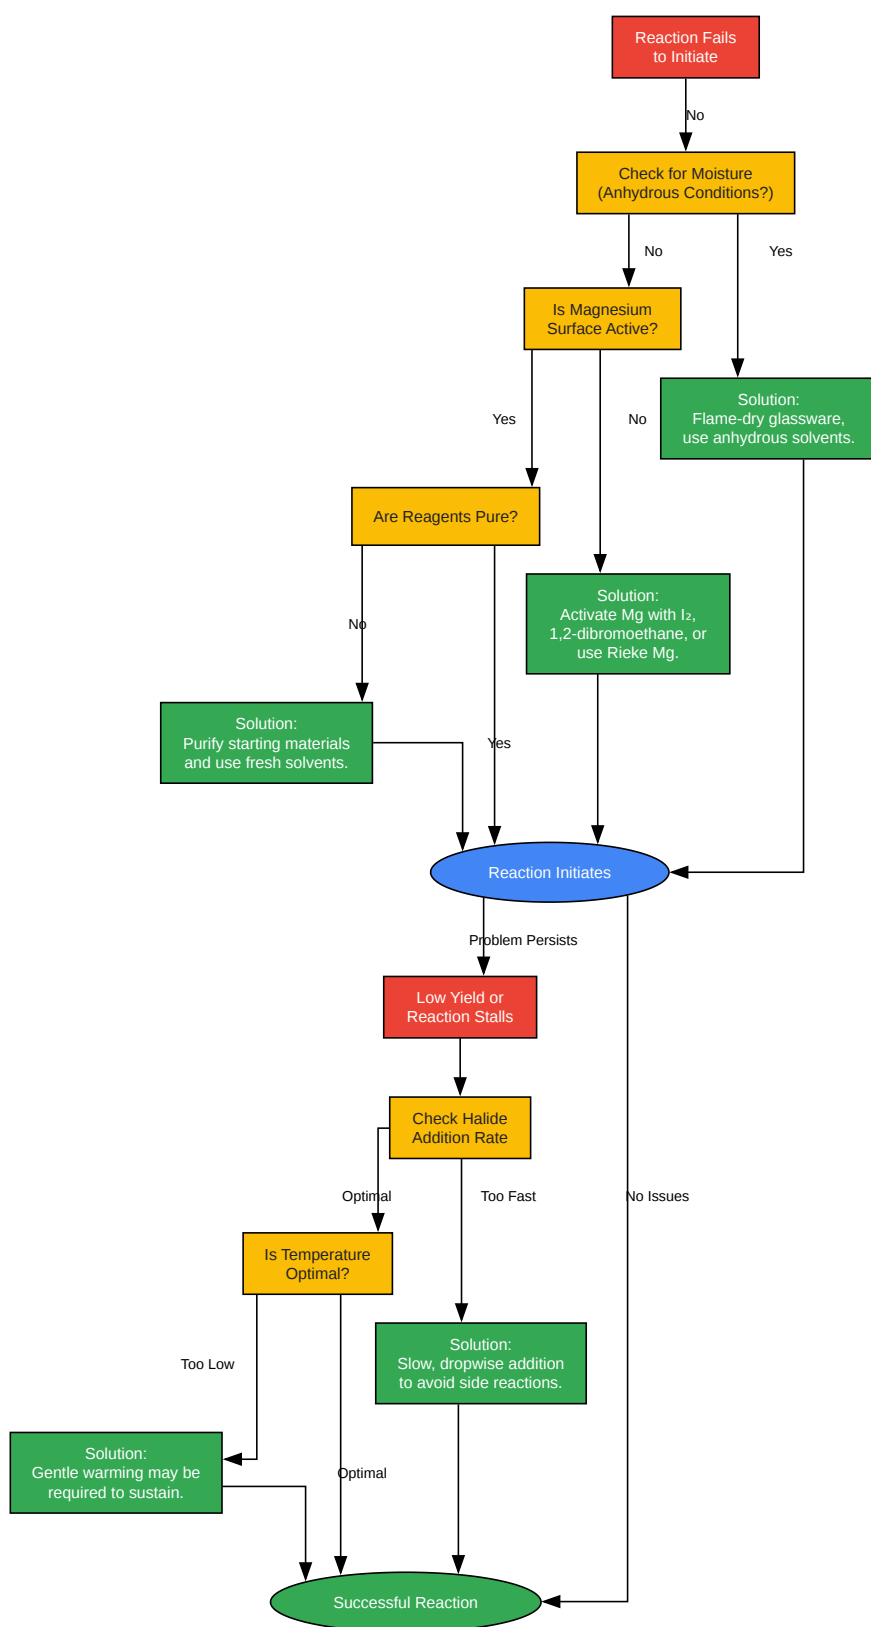 Reaction Fails
to Initiate
No
Check for Moisture
(Anhydrous Conditions?)
No
Yes
Is Magnesium
Surface Active?
Yes
No
Solution:
Flame-dry glassware,
use anhydrous solvents.
Are Reagents Pure?
No
Solution:
Activate Mg with I₂,
1,2-dibromoethane, or
use Rieke Mg.
Solution:
Purify starting materials
and use fresh solvents.
Yes
Reaction Initiates
Problem Persists
Low Yield or
Reaction Stalls
Check Halide
Addition Rate
Optimal
Too Fast
No Issues
Is Temperature
Optimal?
Too Low
Solution:
Slow, dropwise addition
to avoid side reactions.
Solution:
Gentle warming may be
required to sustain.
Optimal
Successful Reaction